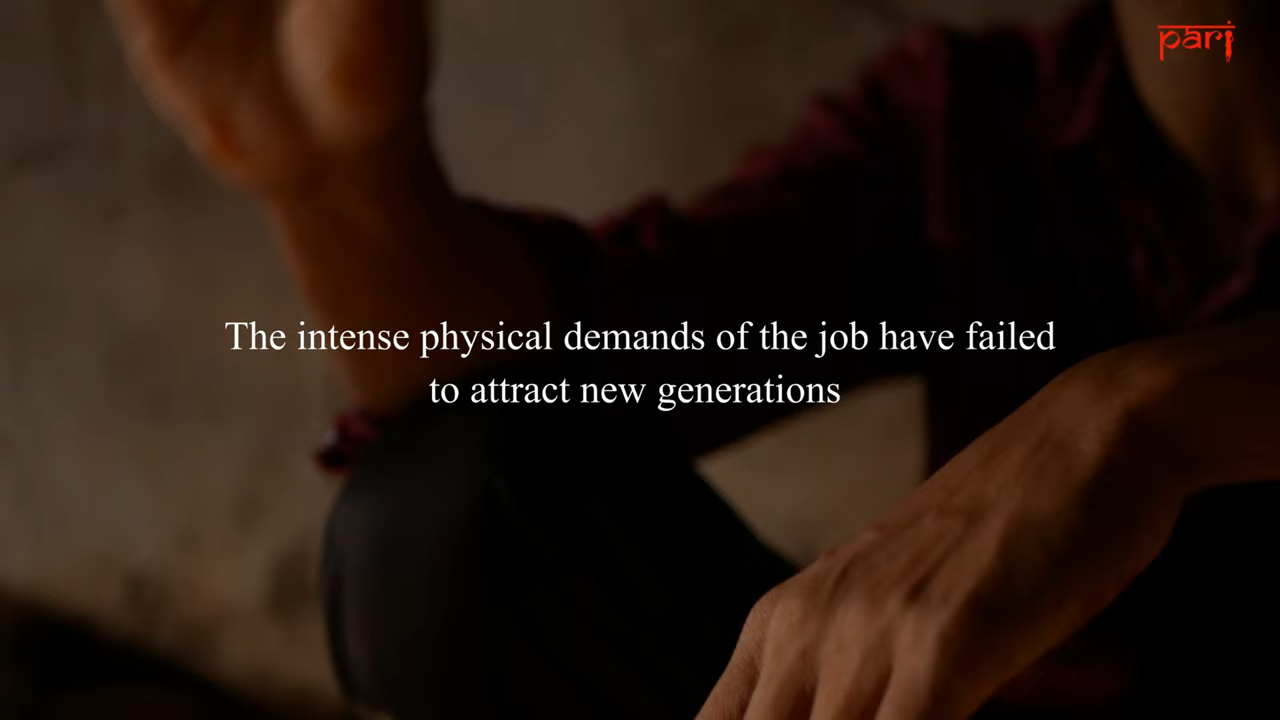 pari
The intense physical demands of the job have failed
to attract new generations